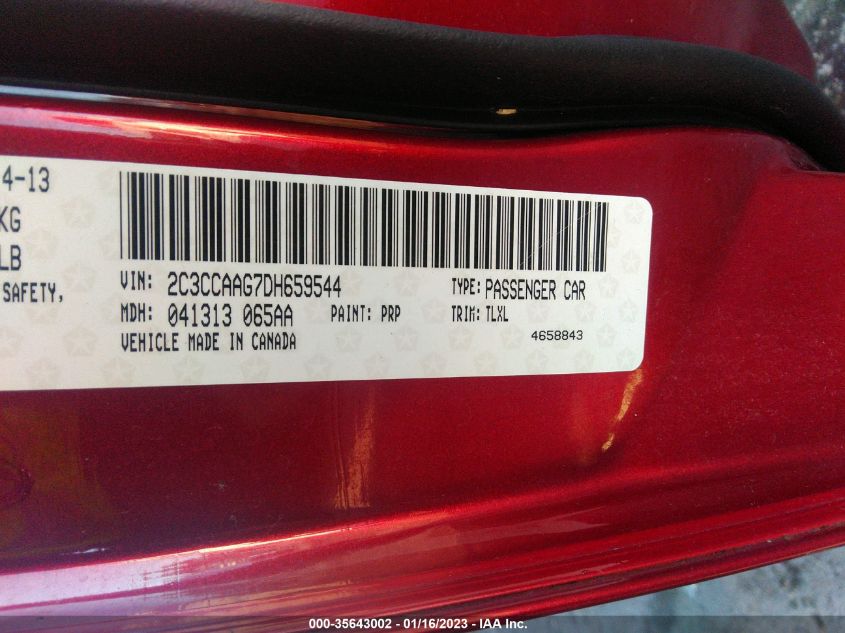 4-13
KG
LB
SAFETY,
VIN: 2C3CCAAG7DH659544 TYPE: PASSENGER CAR
MDH: 041313 065AA PAINT: PRP TRIM: TLXL
VEHICLE MADE IN CANADA 4658843
000-35643002 - 01/16/2023 - IAA Inc.